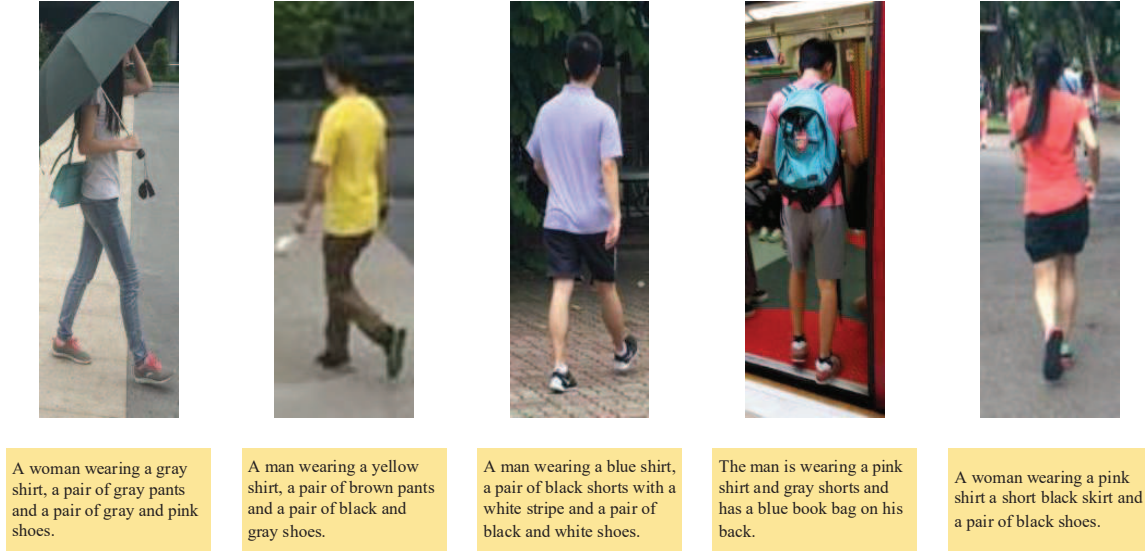 A woman wearing a gray
shirt, a pair of gray pants
and a pair of gray and pink
shoes.
A man wearing a yellow
shirt, a pair of brown pants
and a pair of black and
gray shoes.
A man wearing a blue shirt,
a pair of black shorts with a
white stripe and a pair of
black and white shoes.
The man is wearing a pink
shirt and gray shorts and
has a blue book bag on his
back.
A woman wearing a pink
shirt a short black skirt and
a pair of black shoes.